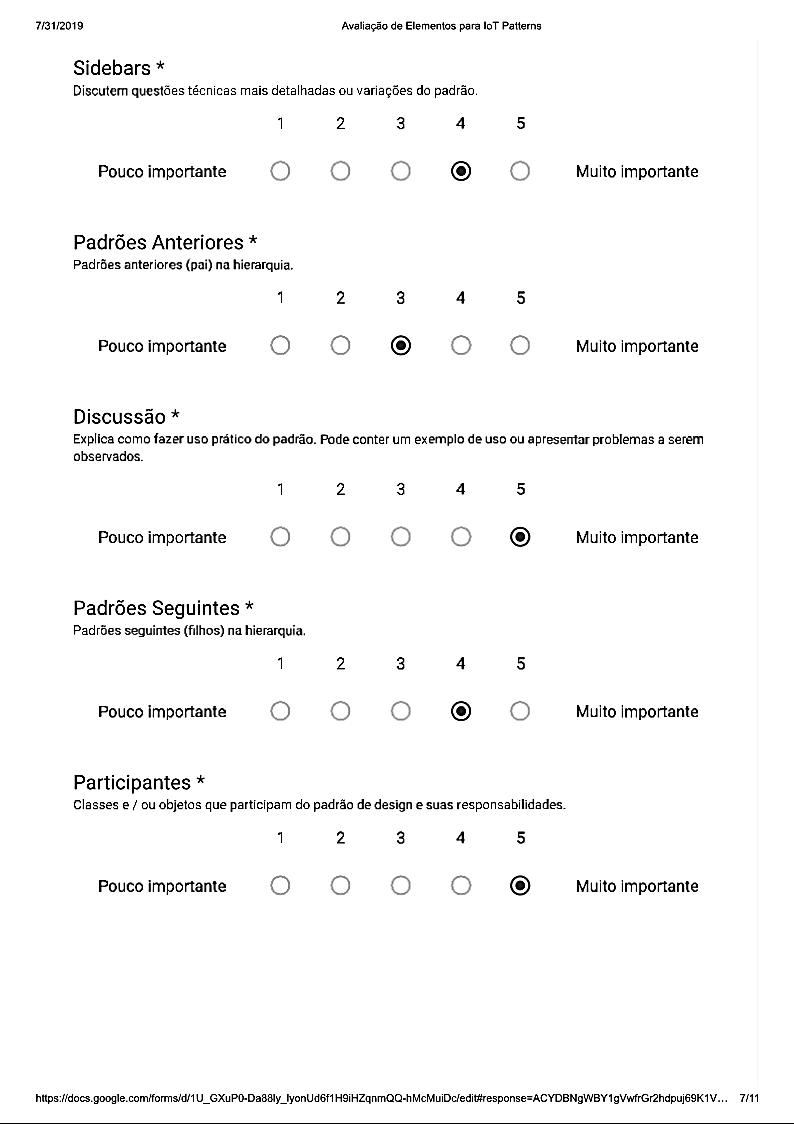 7/31/2019 Avaliação de Elementos para IoT Patterns
Sidebars *
Discutem questões técnicas mais detalhadas ou variações do padrão.
1 2 3 4 5
Pouco importante Muito importante
Padrões Anteriores *
Padrões anteriores (pai) na hierarquia.
1 2 3 4 5
Pouco importante Muito importante
Discussão *
Explica como fazer uso prático do padrão. Pode conter um exemplo de uso ou apresentar problemas a serem
observados.
1 2 3 4 5
Pouco importante Muito importante
Padrões Seguintes *
Padrões seguintes (filhos) na hierarquia.
1 2 3 4 5
Pouco importante Muito importante
Participantes *
Classes e / ou objetos que participam do padrão de design e suas responsabilidades.
1 2 3 4 5
Pouco importante Muito importante
https://docs.google.com/forms/d/1U_GXuP0-Da88ly_IyonUd6f1H9iHZqnmQQ-hMcMuiDc/edit#response=ACYDBNgWBY1gVwfrGr2hdpuj69K1V... 7/11